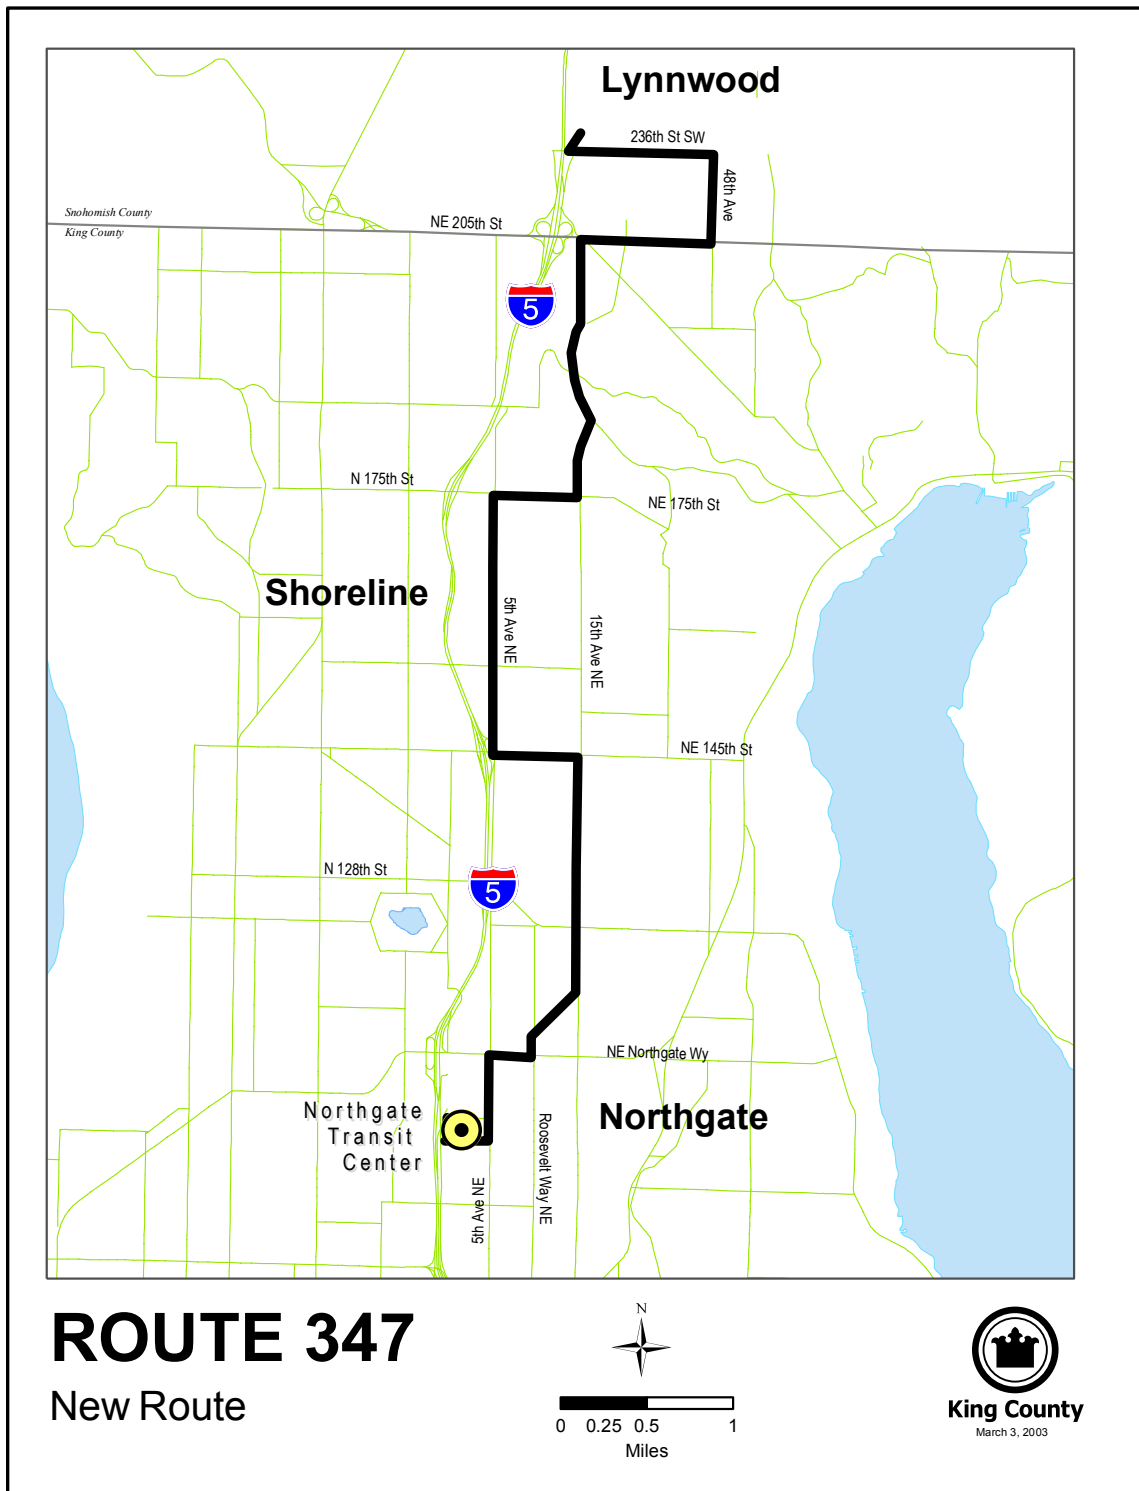 Lynnwood
236th St SW
48th Ave
Snohomish County
King County
NE 205th St
5
N 175th St
NE 175th St
Shoreline
5th Ave NE
15th Ave NE
NE 145th St
N 128th St
5
NE Northgate Wy
Northgate
Transit
Center
Northgate
Roosevelt Way NE
5th Ave NE
ROUTE 347
New Route
N
0 0.25 0.5 1
Miles
King County
March 3, 2003